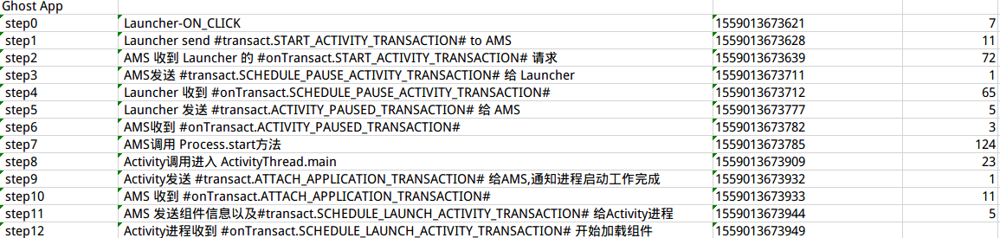 Ghost App
step0 Launcher-ON_CLICK 1559013673621 7
step1 Launcher send #transact.START_ACTIVITY_TRANSACTION# to AMS 1559013673628 11
step2 AMS 收到 Launcher 的 #onTransact.START_ACTIVITY_TRANSACTION# 请求 1559013673639 72
step3 AMS发送 #transact.SCHEDULE_PAUSE_ACTIVITY_TRANSACTION# 给 Launcher 1559013673711 1
step4 Launcher 收到 #onTransact.SCHEDULE_PAUSE_ACTIVITY_TRANSACTION# 1559013673712 65
step5 Launcher 发送 #transact.ACTIVITY_PAUSED_TRANSACTION# 给 AMS 1559013673777 5
step6 AMS收到 #onTransact.ACTIVITY_PAUSED_TRANSACTION# 1559013673782 3
step7 AMS调用 Process.start方法 1559013673785 124
step8 Activity调用进入 ActivityThread.main 1559013673909 23
step9 Activity发送 #transact.ATTACH_APPLICATION_TRANSACTION# 给AMS,通知进程启动工作完成 1559013673932 1
step10 AMS 收到 #onTransact.ATTACH_APPLICATION_TRANSACTION# 1559013673933 11
step11 AMS 发送组件信息以及#transact.SCHEDULE_LAUNCH_ACTIVITY_TRANSACTION# 给Activity进程 1559013673944 5
step12 Activity进程收到 #onTransact.SCHEDULE_LAUNCH_ACTIVITY_TRANSACTION# 开始加载组件 1559013673949